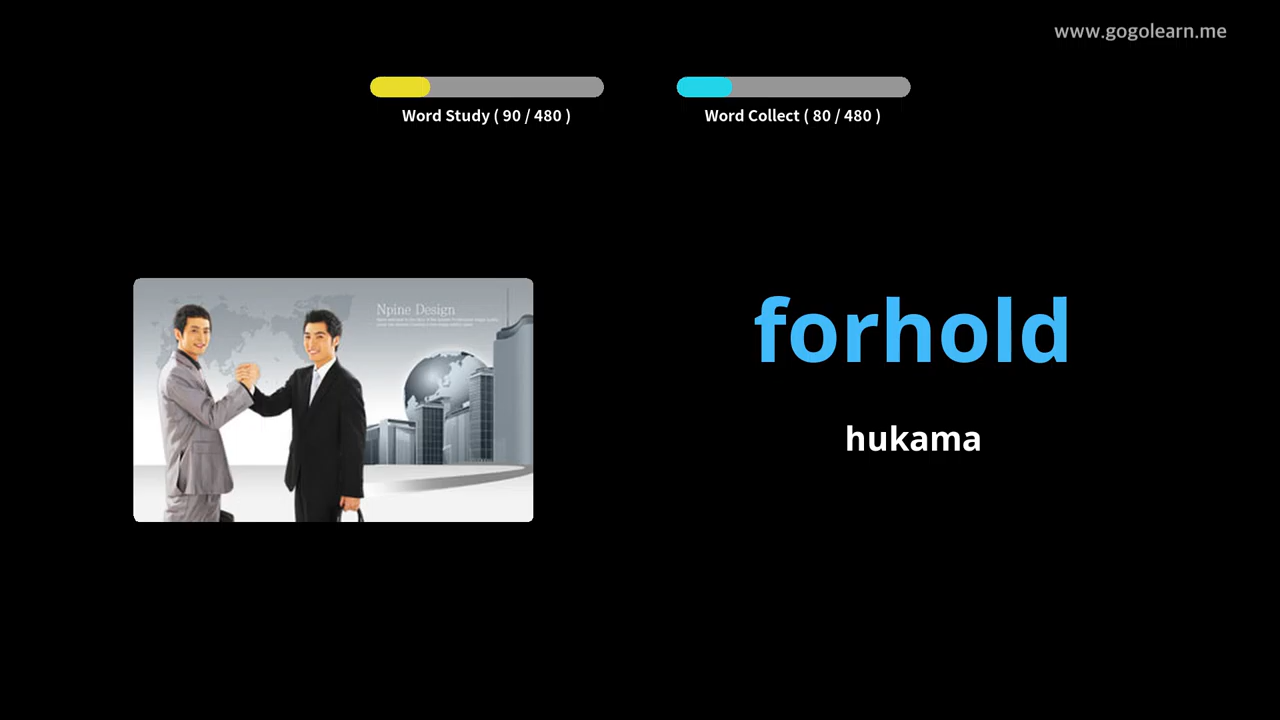 www.gogolearn.me
Word Study ( 90 / 480 )
Word Collect ( 80 / 480 )
Npine Design
forhold
hukama